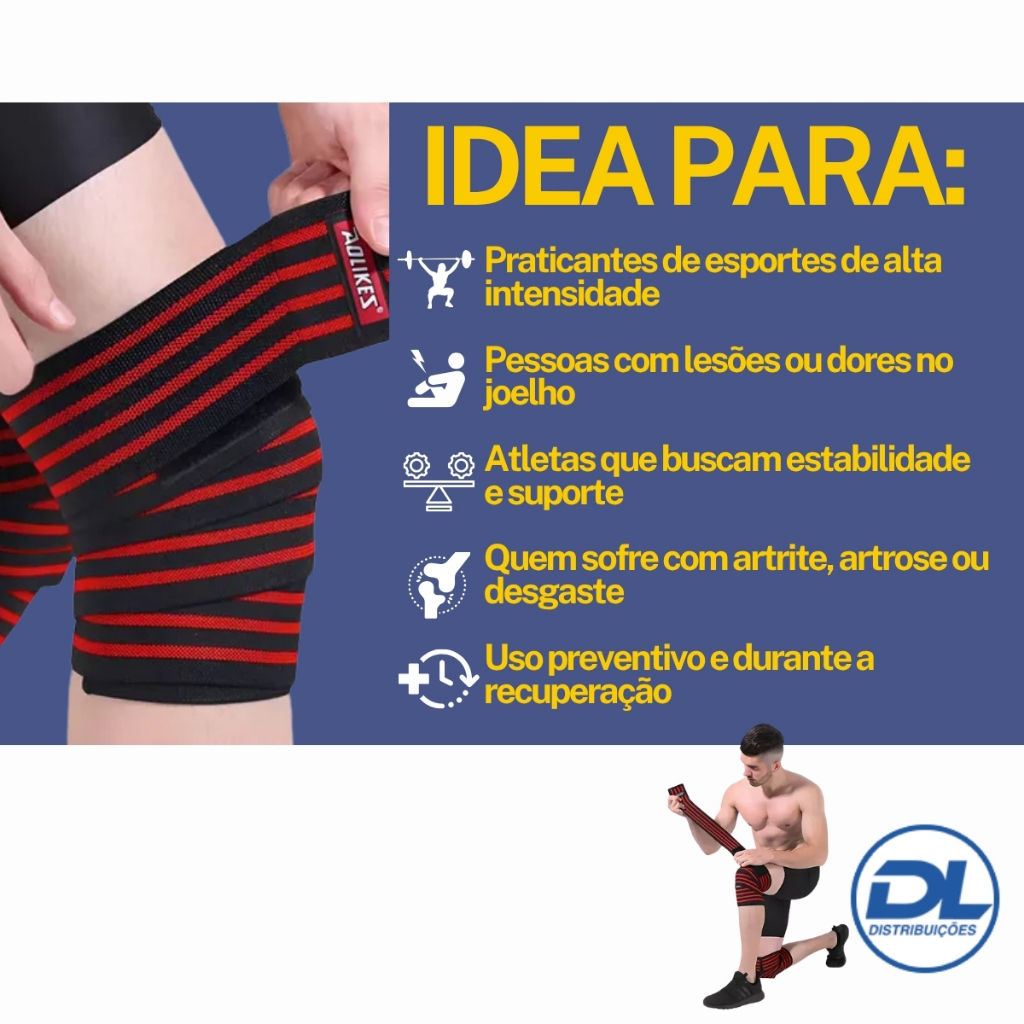 IDEA PARA:
AOLIKES®
Praticantes de esportes de alta
intensidade
Pessoas com lesões ou dores no
joelho
Atletas que buscam estabilidade
e suporte
Quem sofre com artrite, artrose ou
desgaste
Uso preventivo e durante a
recuperação
DL
DISTRIBUIÇÕES